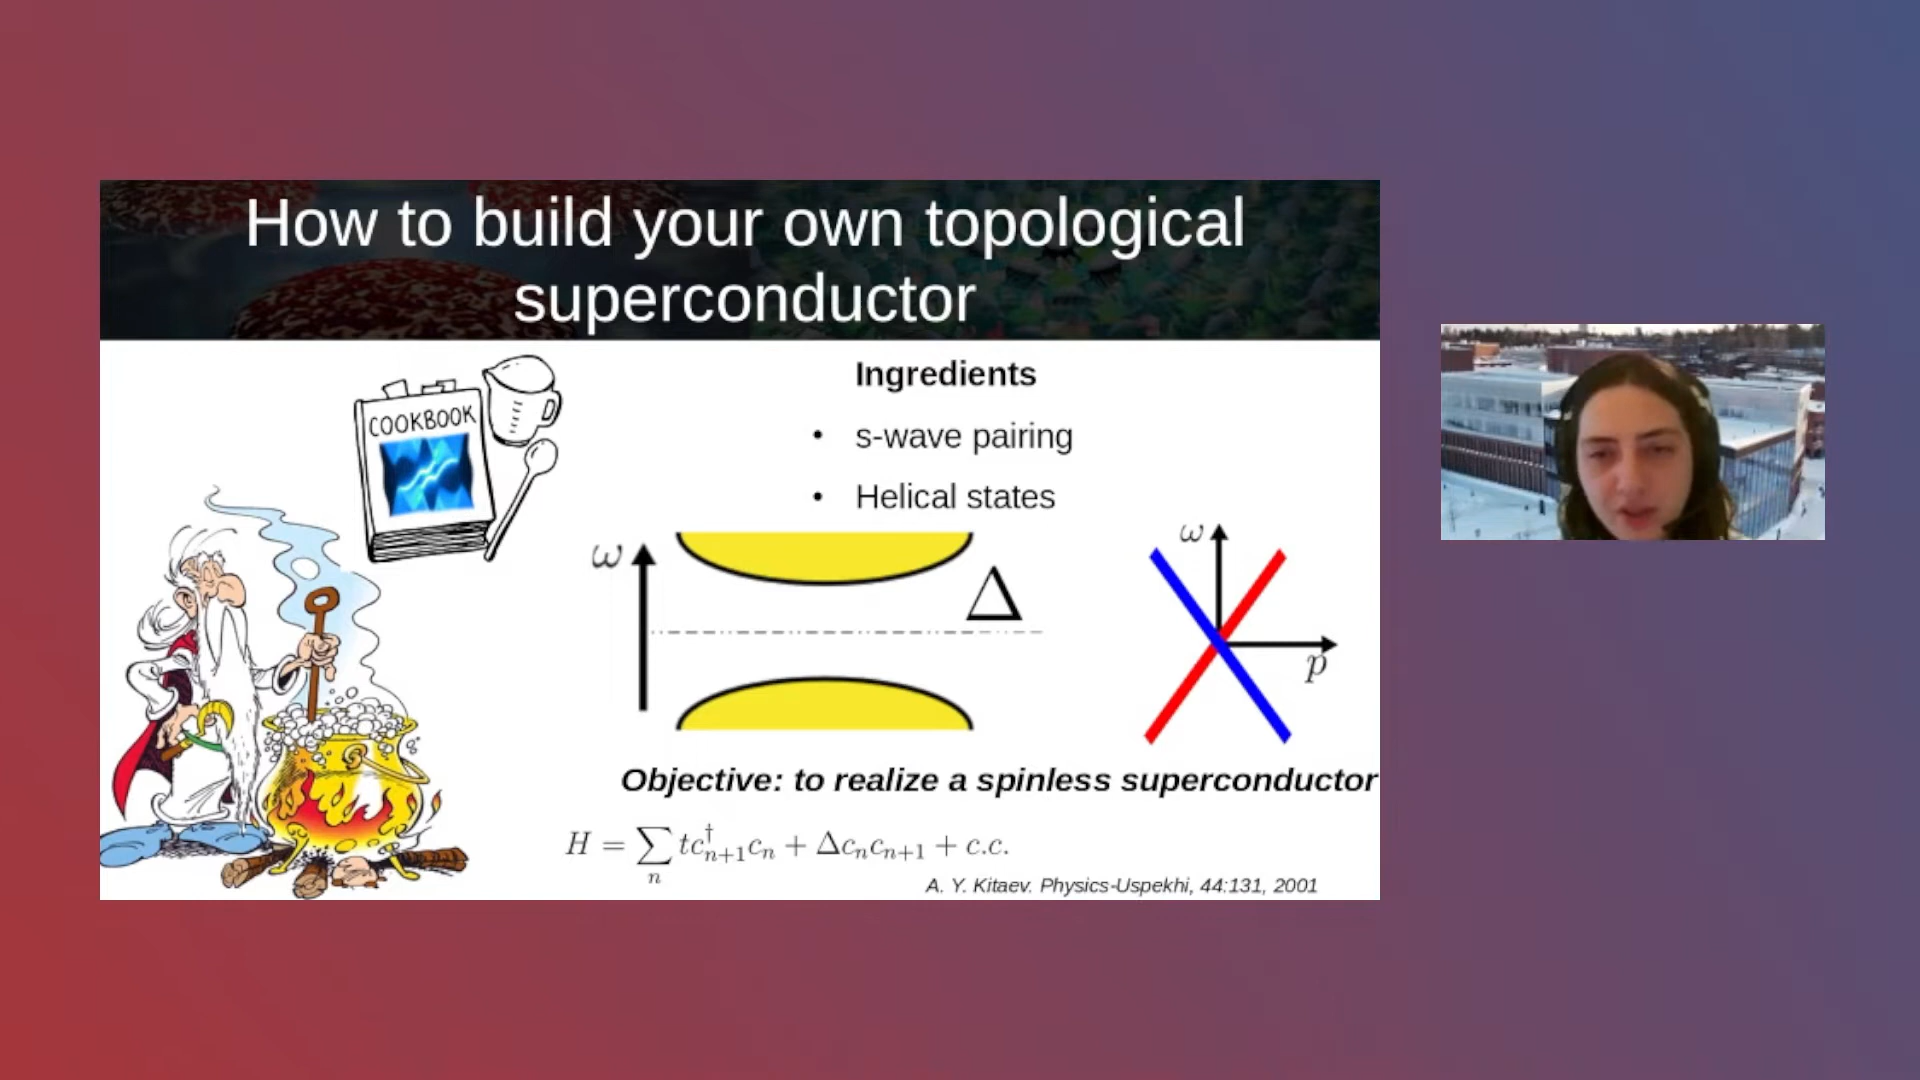 How to build your own topological
superconductor
COOKBOOK
Ingredients
• s-wave pairing
• Helical states
ω
Δ
ω
p
Objective: to realize a spinless superconductor
H = ∑ₙ tc†ₙ₊₁cₙ + Δcₙcₙ₊₁ + c.c.
A. Y. Kitaev. Physics-Uspekhi, 44:131, 2001